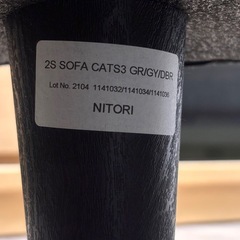 2S SOFA CATS3 GR/GY/DBR
Lot No. 2104 1141032/1141034/1141036
NITORI